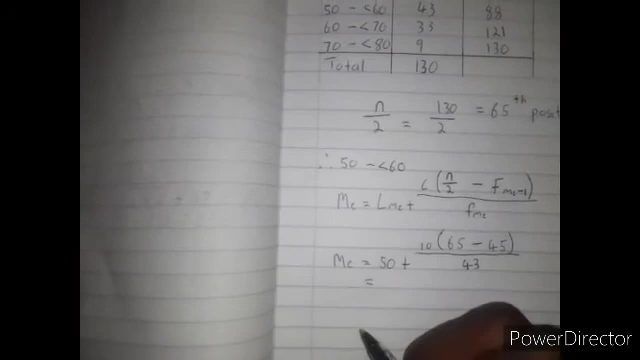 50 - <60 43 88
60 - <70 33 121
70 - <80 9 130
Total 130
n/2 = 130/2 = 65th posit
∴ 50 - <60
Me = Lme + c(n/2 - Fme-1)/fme
Me = 50 + 10(65 - 45)/43
=
PowerDirector